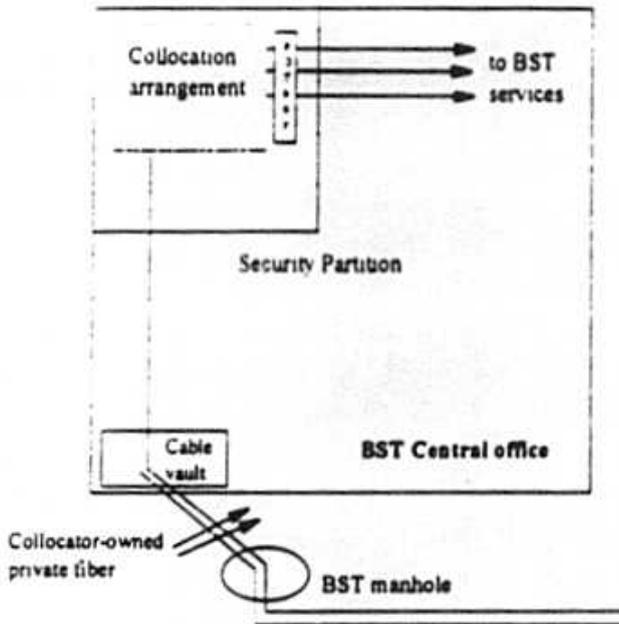 Collocation
arrangement
to BST
services
Security Partition
Cable
vault
BST Central office
Collocator-owned
private fiber
BST manhole